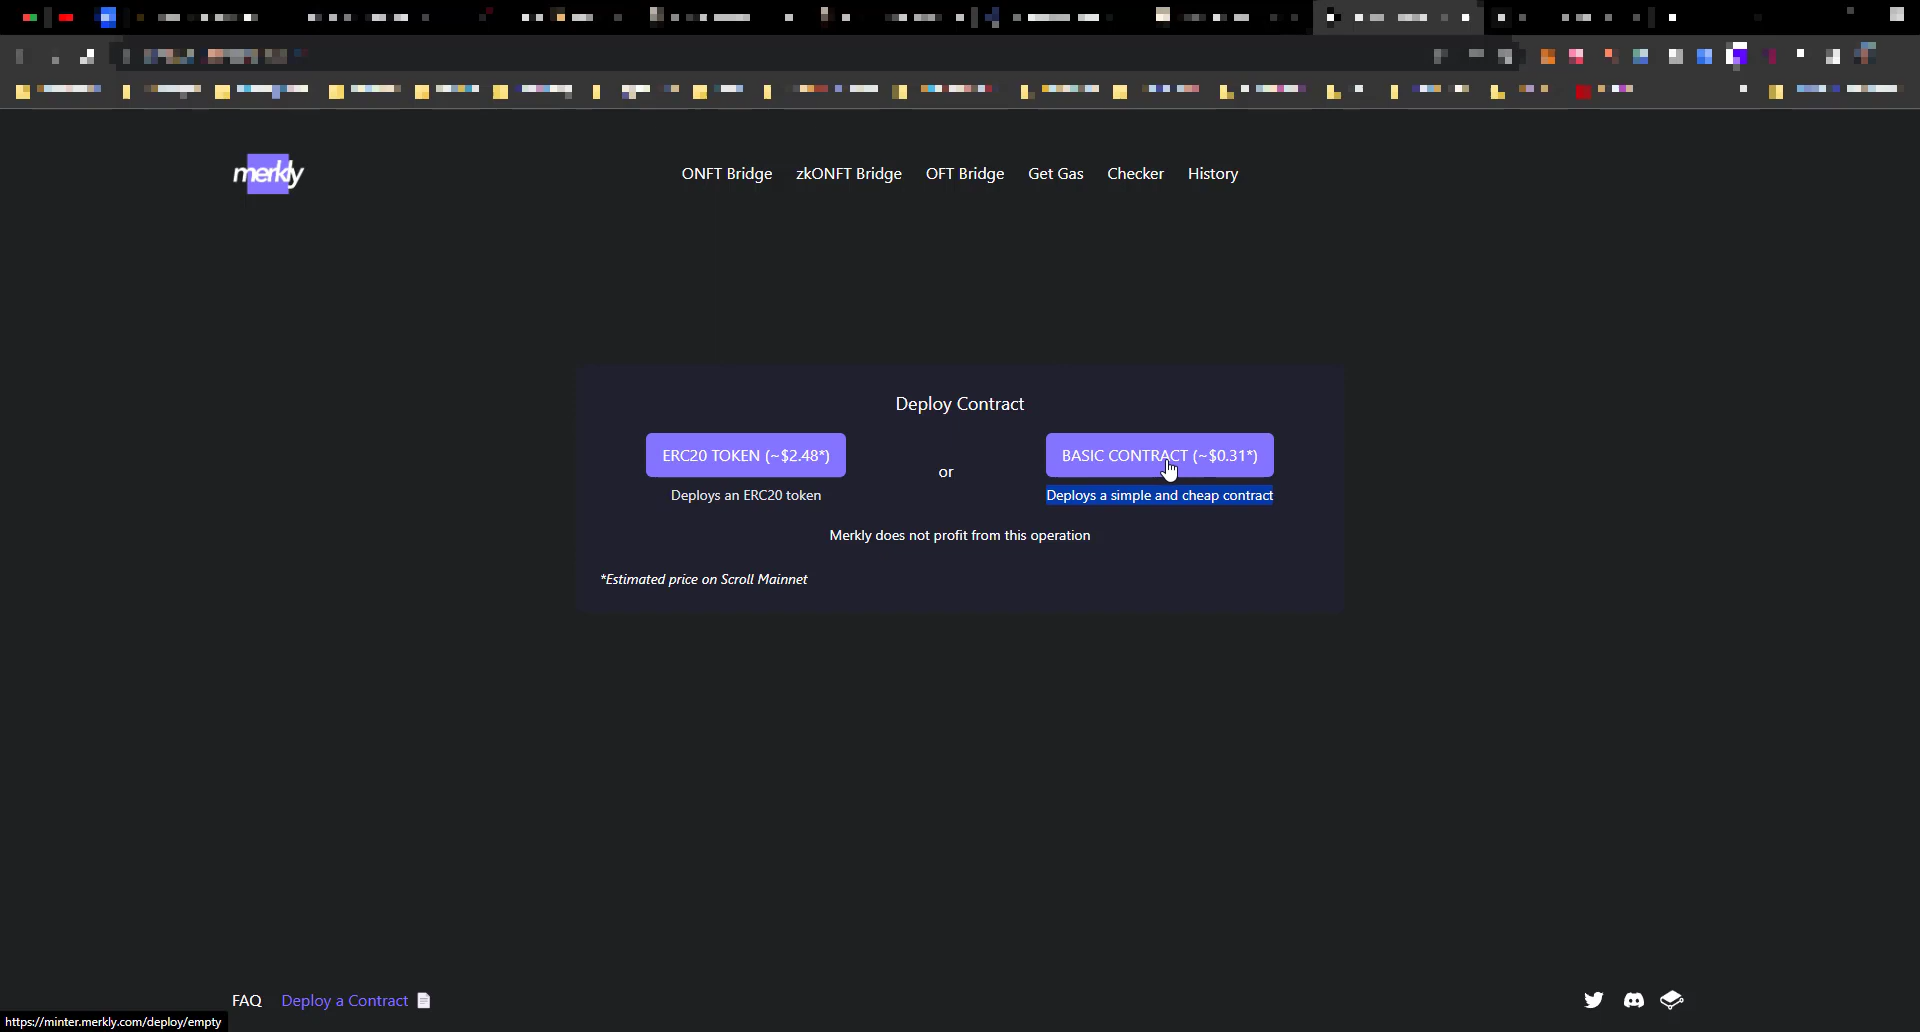 merkly
ONFT Bridge zkONFT Bridge OFT Bridge Get Gas Checker History
Deploy Contract
ERC20 TOKEN (~$2.48*)
Deploys an ERC20 token
or
BASIC CONTRACT (~$0.31*)
Deploys a simple and cheap contract
Merkly does not profit from this operation
*Estimated price on Scroll Mainnet
FAQ Deploy a Contract
https://minter.merkly.com/deploy/empty